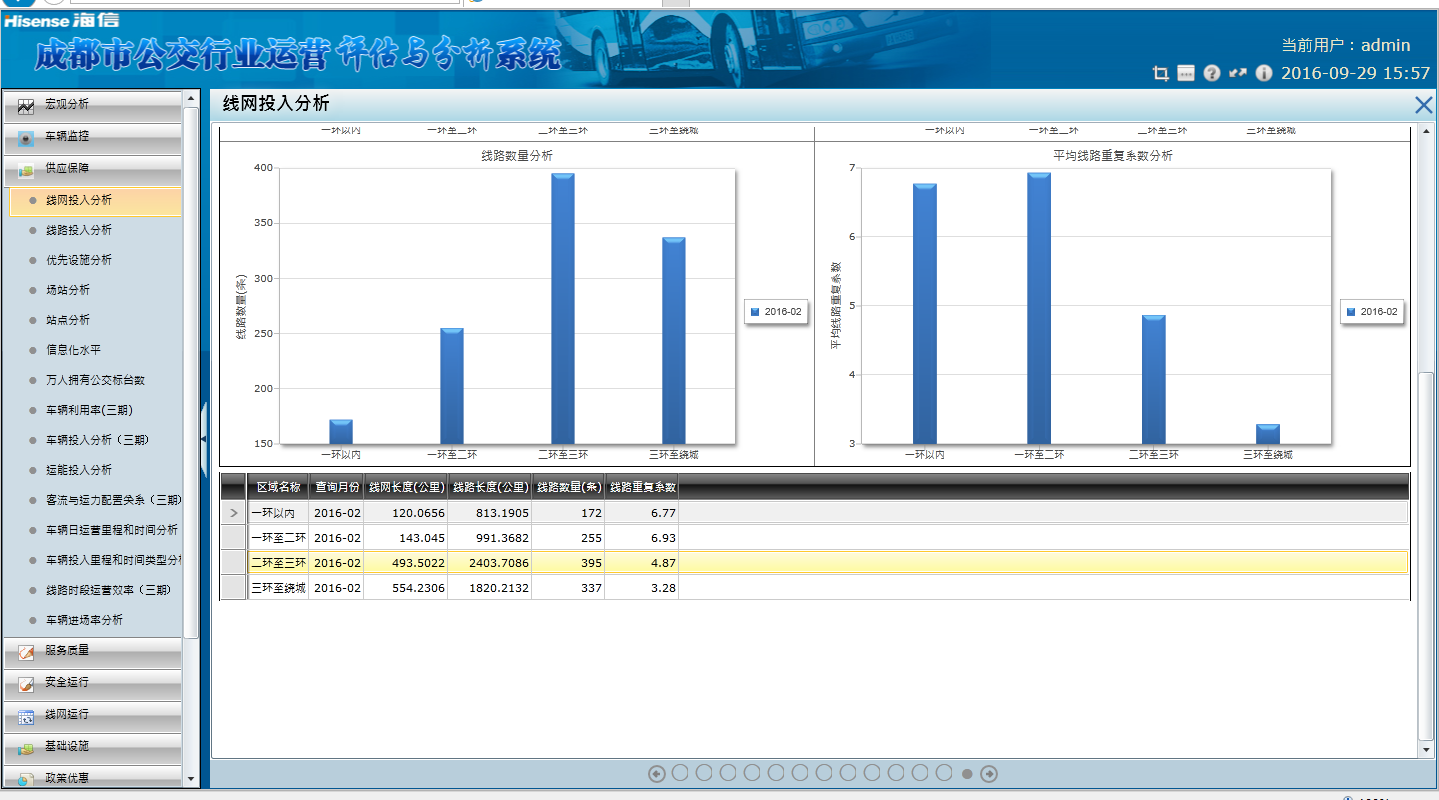 Hisense 海信
成都市公交行业运营评估与分析系统
当前用户：admin
2016-09-29 15:57
宏观分析
车辆监控
供应保障
线网投入分析
线路投入分析
优先设施分析
场站分析
站点分析
信息化水平
万人拥有公交标台数
车辆利用率(三期)
车辆投入分析（三期）
运能投入分析
客流与运力配置关系（三期）
车辆日运营里程和时间分析
车辆投入里程和时间类型分
线路时段运营效率（三期）
车辆进场率分析
服务质量
安全运行
线网运行
基础设施
政策优惠
线网投入分析
一环以内 一环至二环 二环至三环 三环至绕城
一环以内 一环至二环 二环至三环 三环至绕城
线路数量分析
线路数量(条)
400
350
300
250
200
150
一环以内 一环至二环 二环至三环 三环至绕城
2016-02
平均线路重复系数分析
平均线路重复系数
7
6
5
4
3
一环以内 一环至二环 二环至三环 三环至绕城
2016-02
区域名称 查询月份 线网长度(公里) 线路长度(公里) 线路数量(条) 线路重复系数
一环以内 2016-02 120.0656 813.1905 172 6.77
一环至二环 2016-02 143.045 991.3682 255 6.93
二环至三环 2016-02 493.5022 2403.7086 395 4.87
三环至绕城 2016-02 554.2306 1820.2132 337 3.28